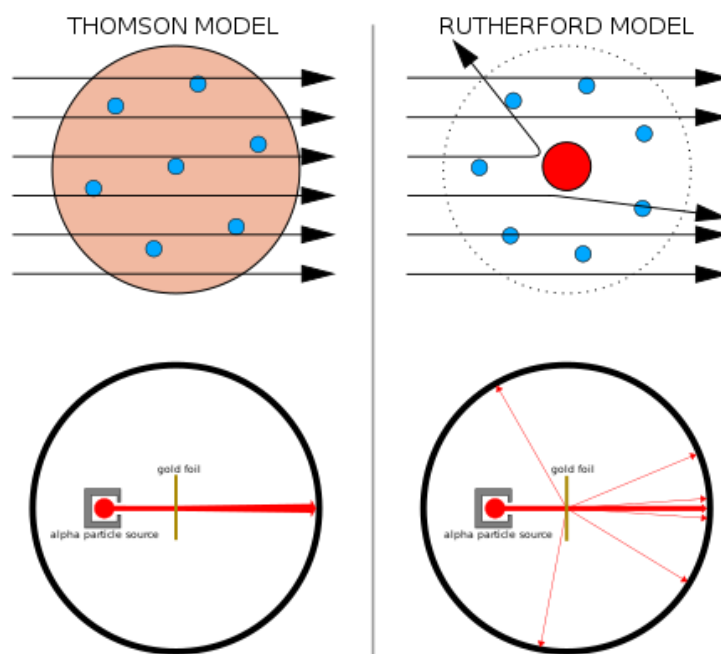 THOMSON MODEL
RUTHERFORD MODEL
gold foil
alpha particle source
gold foil
alpha particle source